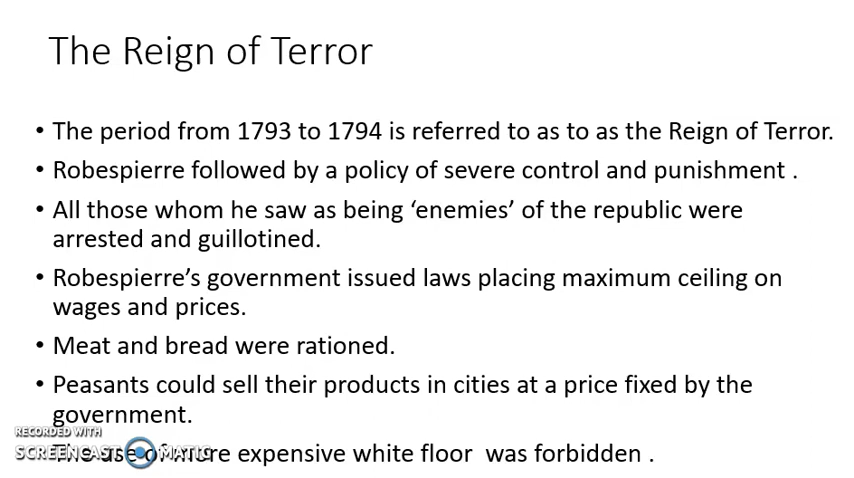 The Reign of Terror
• The period from 1793 to 1794 is referred to as to as the Reign of Terror.
• Robespierre followed by a policy of severe control and punishment .
• All those whom he saw as being ‘enemies’ of the republic were
arrested and guillotined.
• Robespierre’s government issued laws placing maximum ceiling on
wages and prices.
• Meat and bread were rationed.
• Peasants could sell their products in cities at a price fixed by the
government.
RECORDED WITH
SCREENCAST MATIC
The use of more expensive white floor was forbidden .